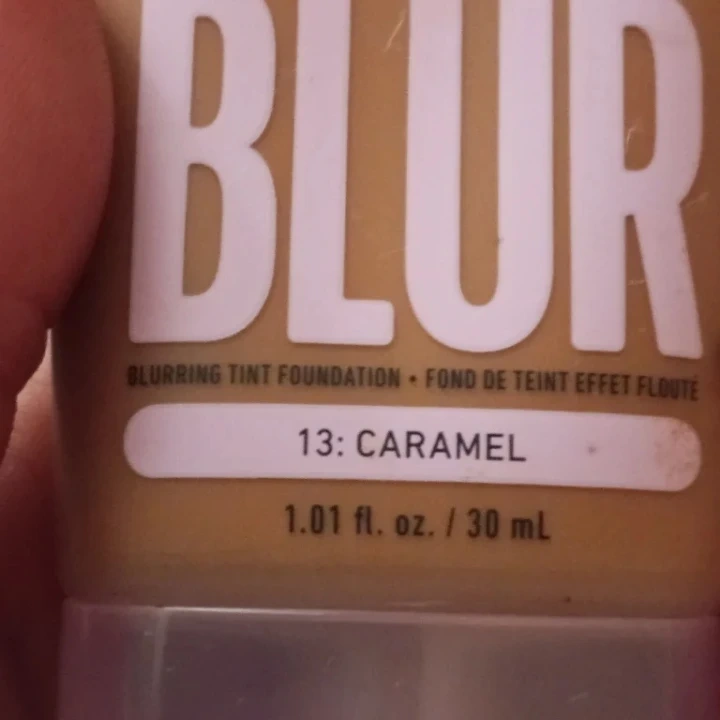 BLUR
BLURRING TINT FOUNDATION • FOND DE TEINT EFFET FLOUTÉ
13: CARAMEL
1.01 fl. oz. / 30 mL